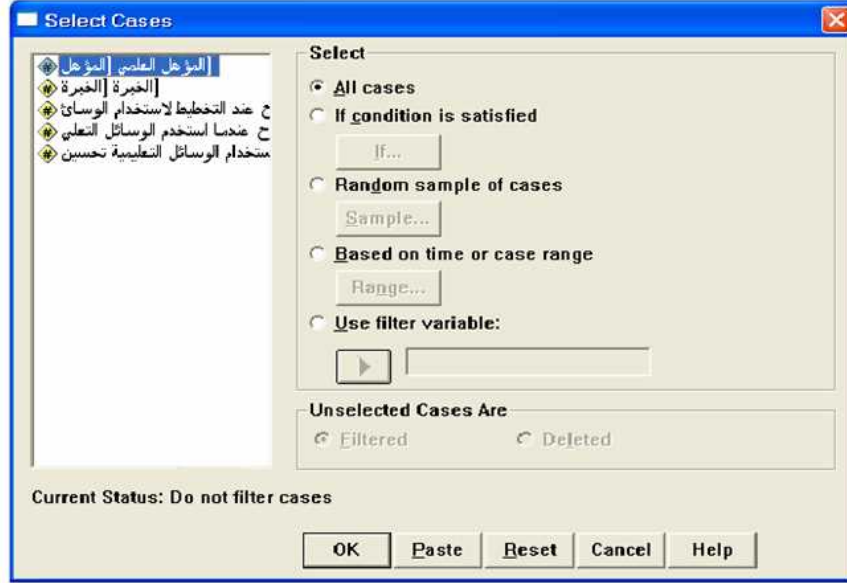 Select Cases
المؤهل العلمي [المؤهل]
الخبرة [الخبرة]
ح عند التخطيط لاستخدام الوسائ
ح عندما استخدم الوسائل التعلي
ستخدام الوسائل التعليمية تحسين
Select
All cases
If condition is satisfied
If...
Random sample of cases
Sample...
Based on time or case range
Range...
Use filter variable:
Unselected Cases Are
Filtered Deleted
Current Status: Do not filter cases
OK Paste Reset Cancel Help